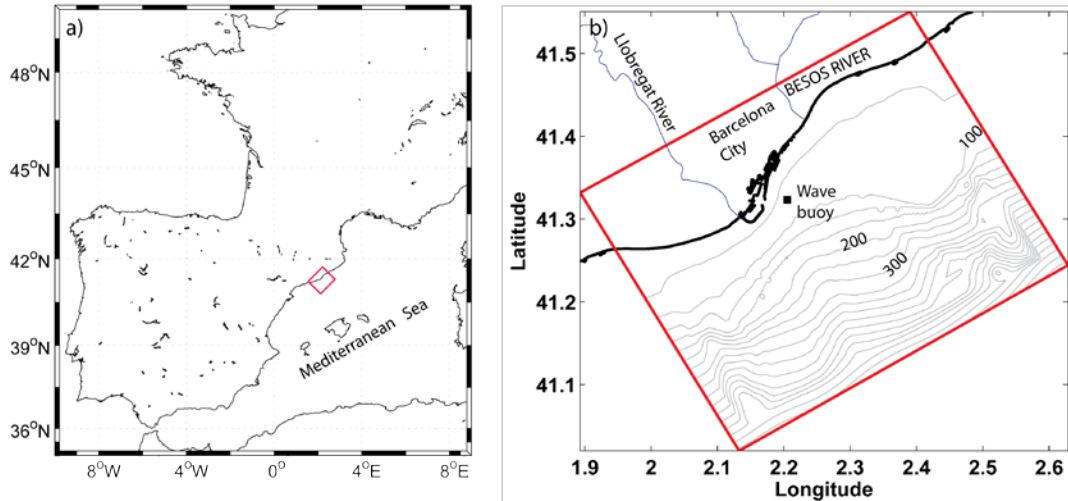 a)
48°N
45°N
42°N
39°N
36°N
8°W
4°W
0°
4°E
8°E
Mediterranean Sea
b)
Latitude
41.5
41.4
41.3
41.2
41.1
1.9
2
2.1
2.2
2.3
2.4
2.5
2.6
Longitude
Llobregat River
BESOS RIVER
Barcelona
City
Wave
buoy
100
200
300